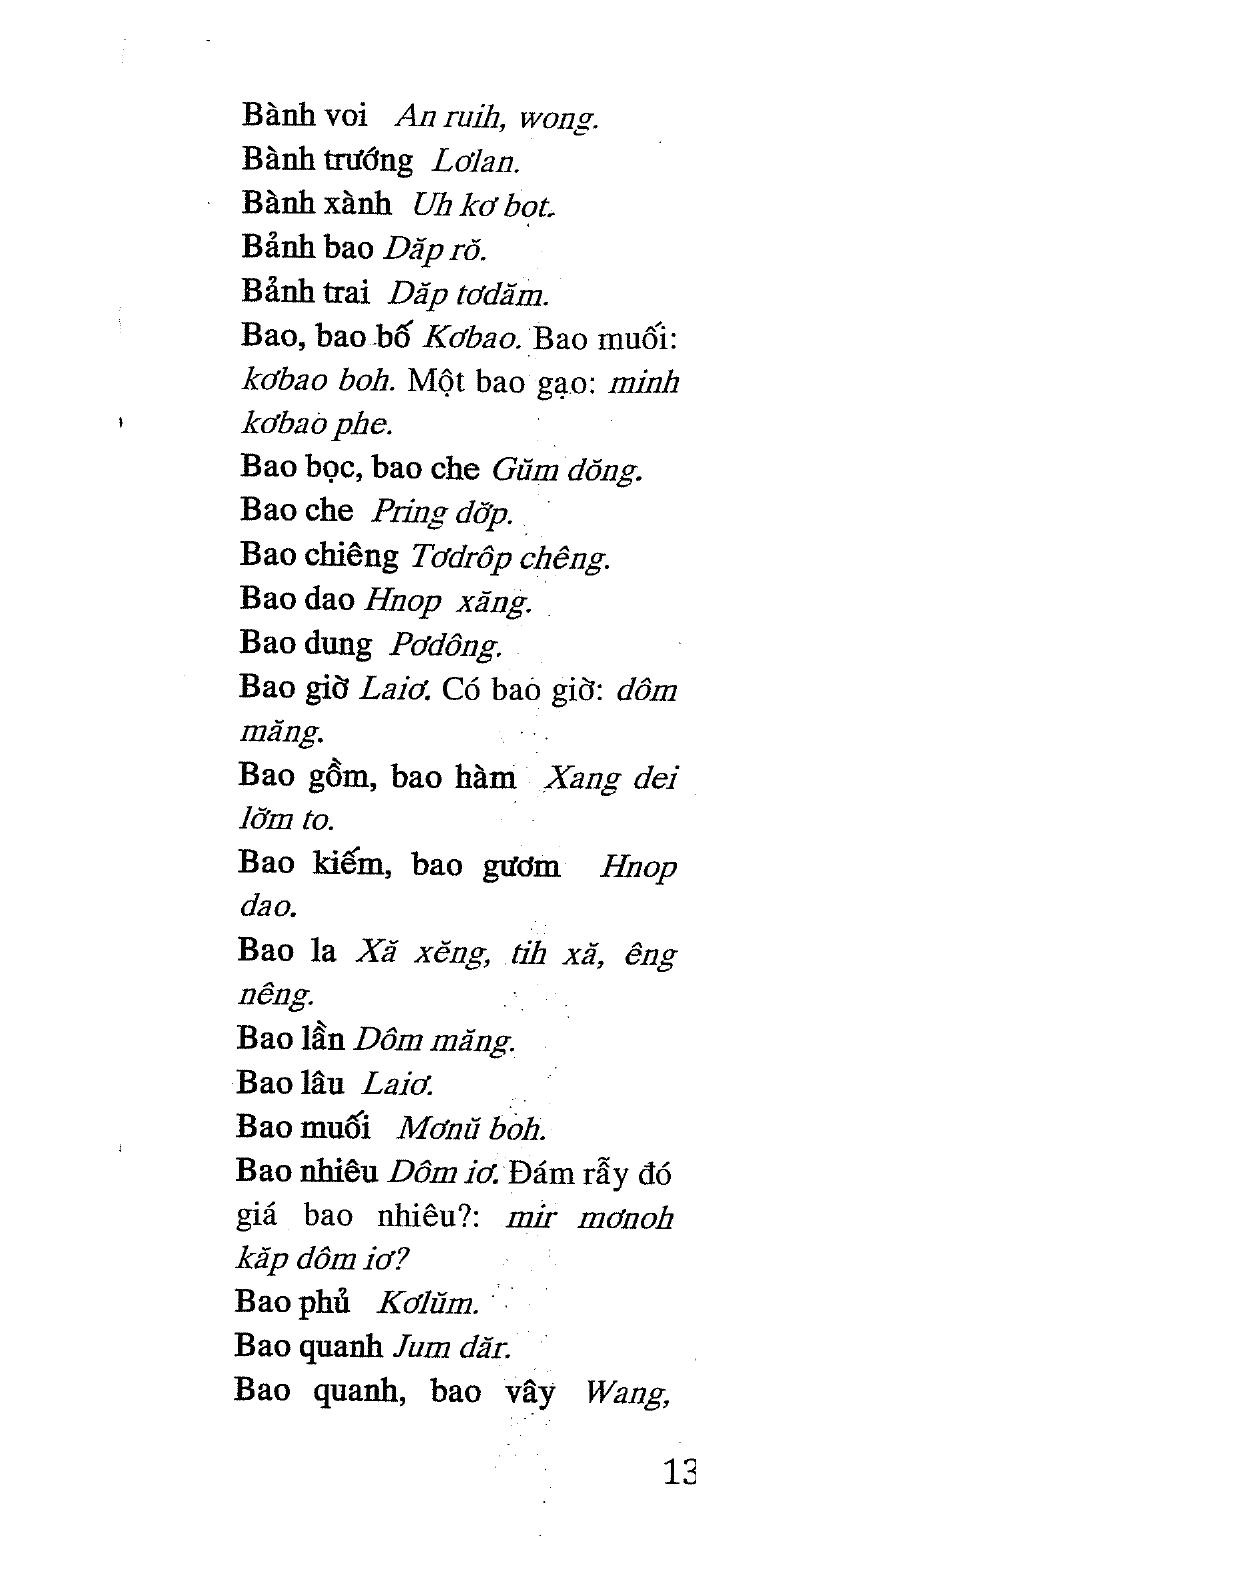 Bành voi An ruih, wong.
Bành trướng Lơlan.
Bành xành Uh kơ bọt.
Bảnh bao Dăp rŏ.
Bảnh trai Dăp tơdăm.
Bao, bao bố Kơbao. Bao muối:
kơbao boh. Một bao gạo: minh
kơbao phe.
Bao bọc, bao che Gŭm dŏng.
Bao che Pring dơ̆p.
Bao chiêng Tơdrôp chêng.
Bao dao Hnop xăng.
Bao dung Pơdông.
Bao giờ Laiơ. Có bao giờ: dôm
măng.
Bao gồm, bao hàm Xang dei
lơ̆m to.
Bao kiếm, bao gươm Hnop
dao.
Bao la Xă xĕng, tih xă, êng
nêng.
Bao lần Dôm măng.
Bao lâu Laiơ.
Bao muối Mơnŭ boh.
Bao nhiêu Dôm iơ. Đám rẫy đó
giá bao nhiêu?: mir mơnoh
kăp dôm iơ?
Bao phủ Kơlŭm.
Bao quanh Jum dăr.
Bao quanh, bao vây Wang,
13